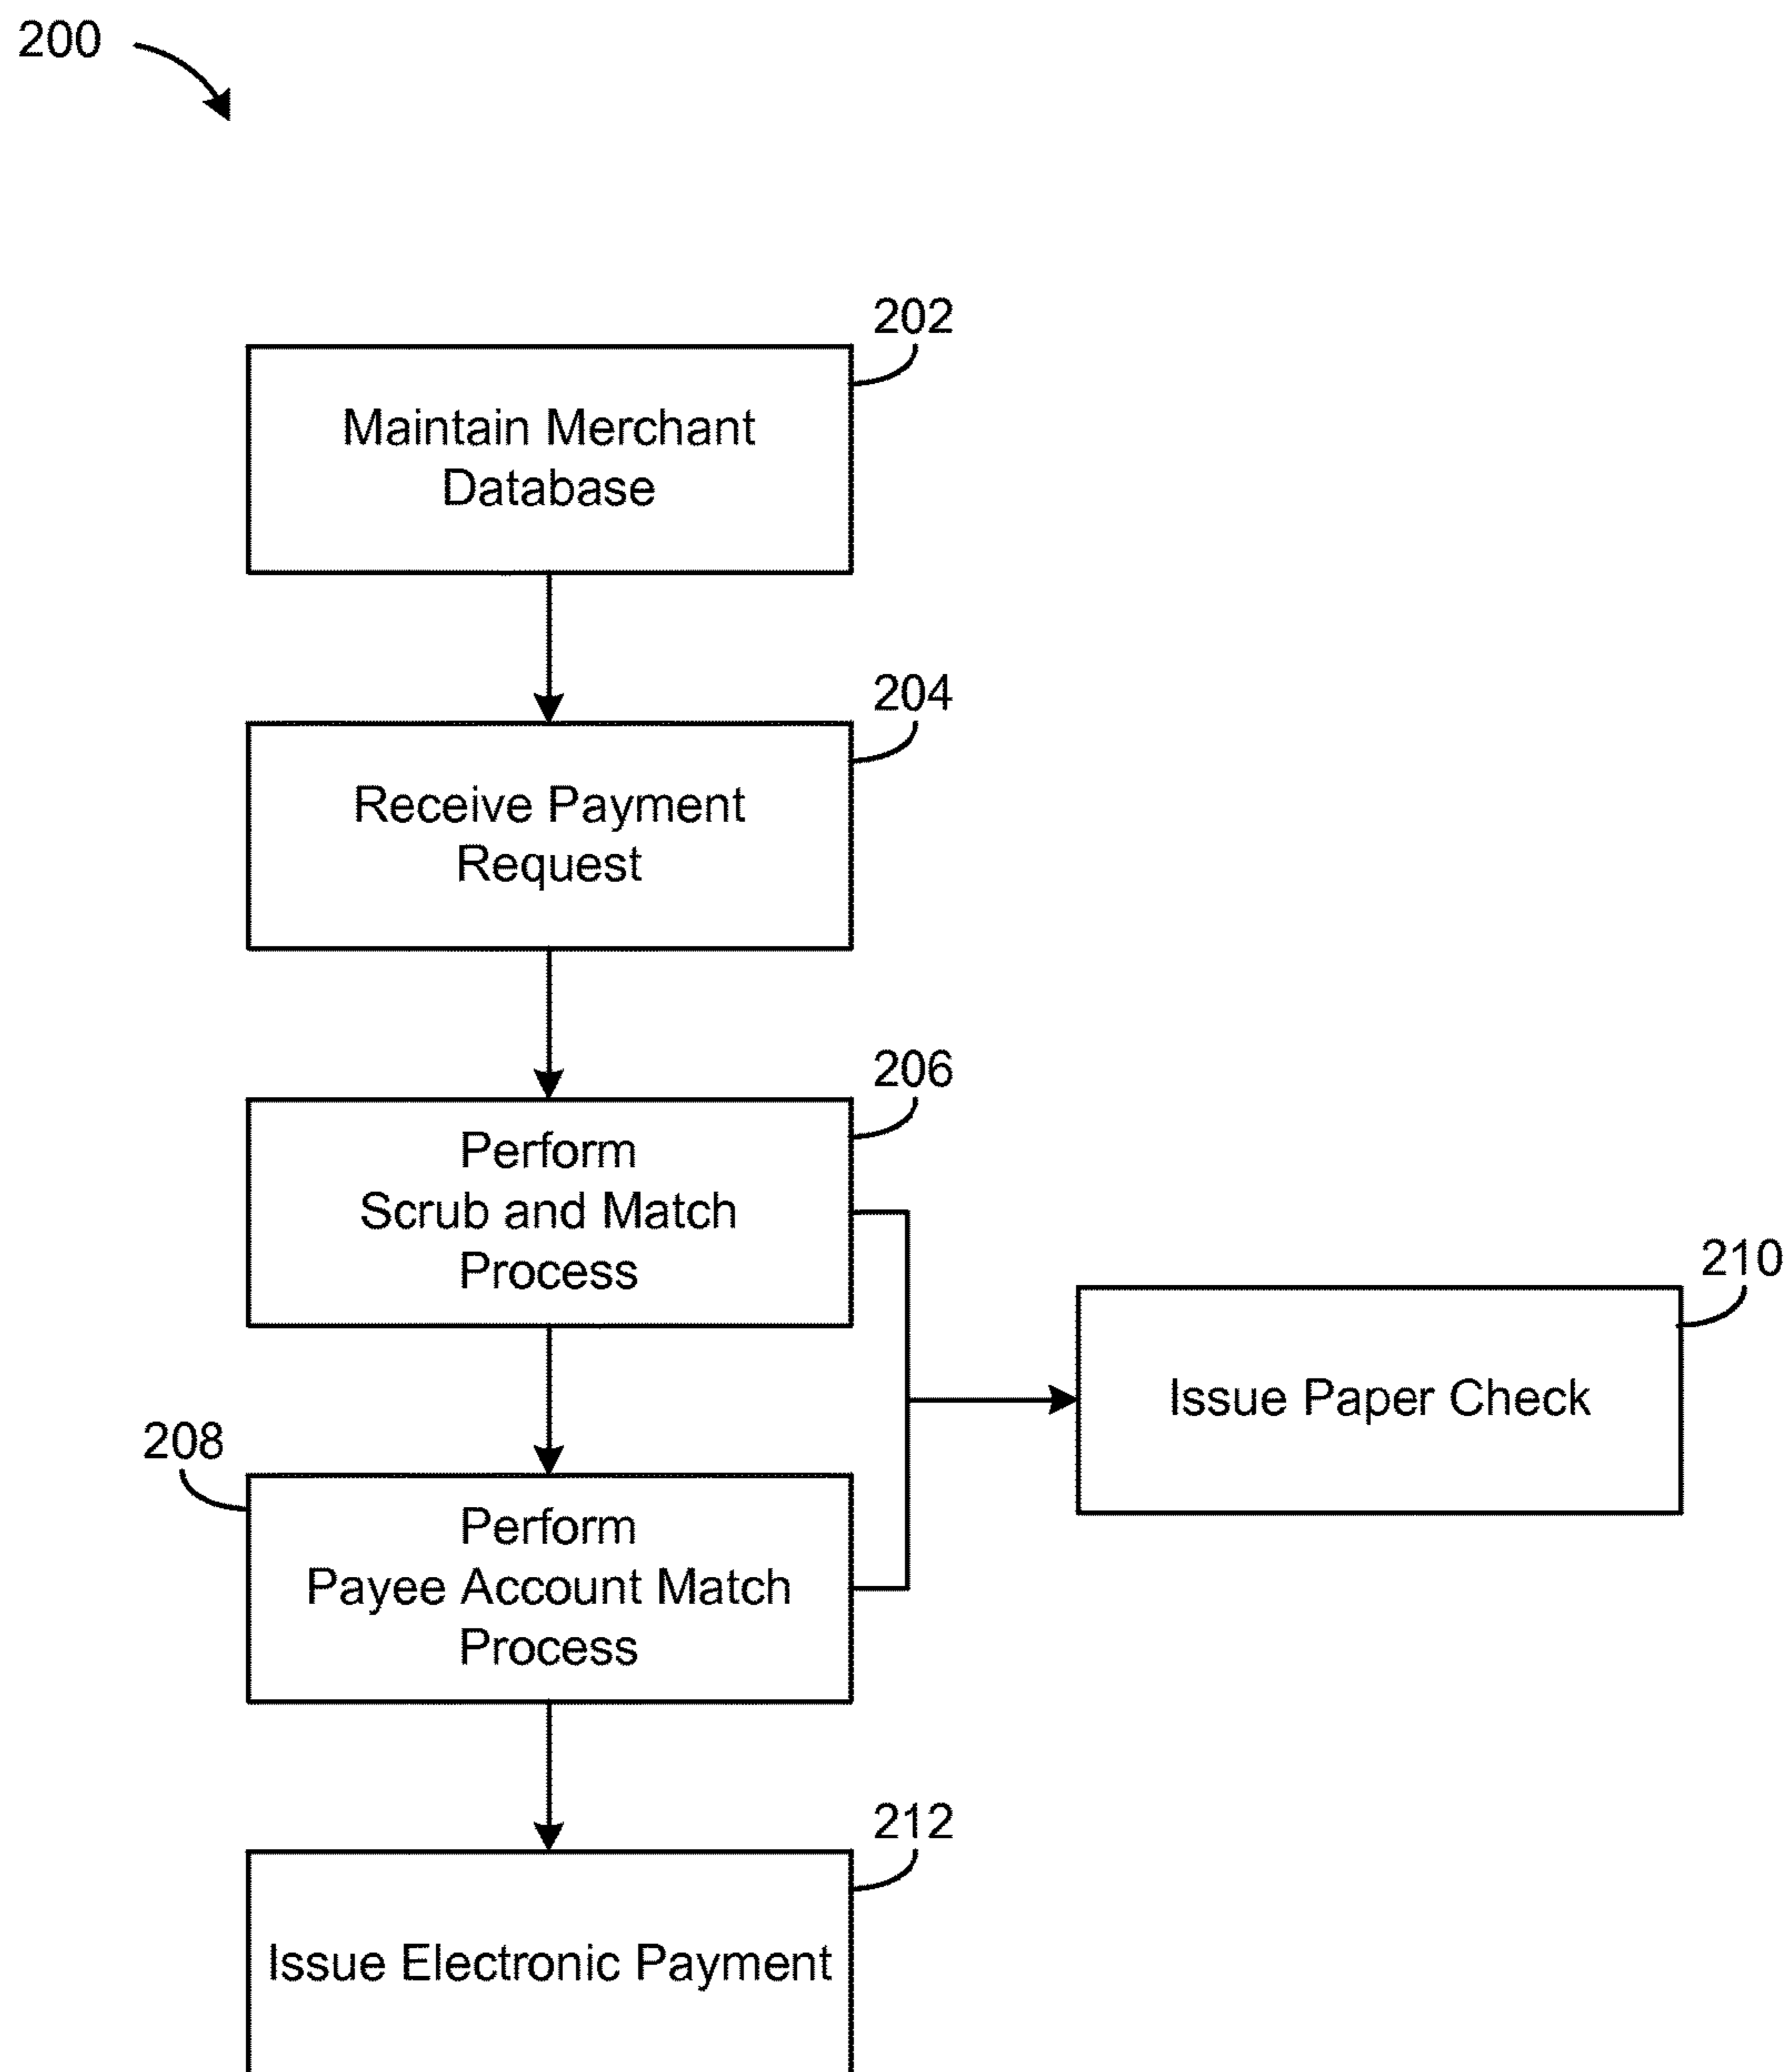 200
202
Maintain Merchant
Database
204
Receive Payment
Request
206
Perform
Scrub and Match
Process
210
Issue Paper Check
208
Perform
Payee Account Match
Process
212
Issue Electronic Payment